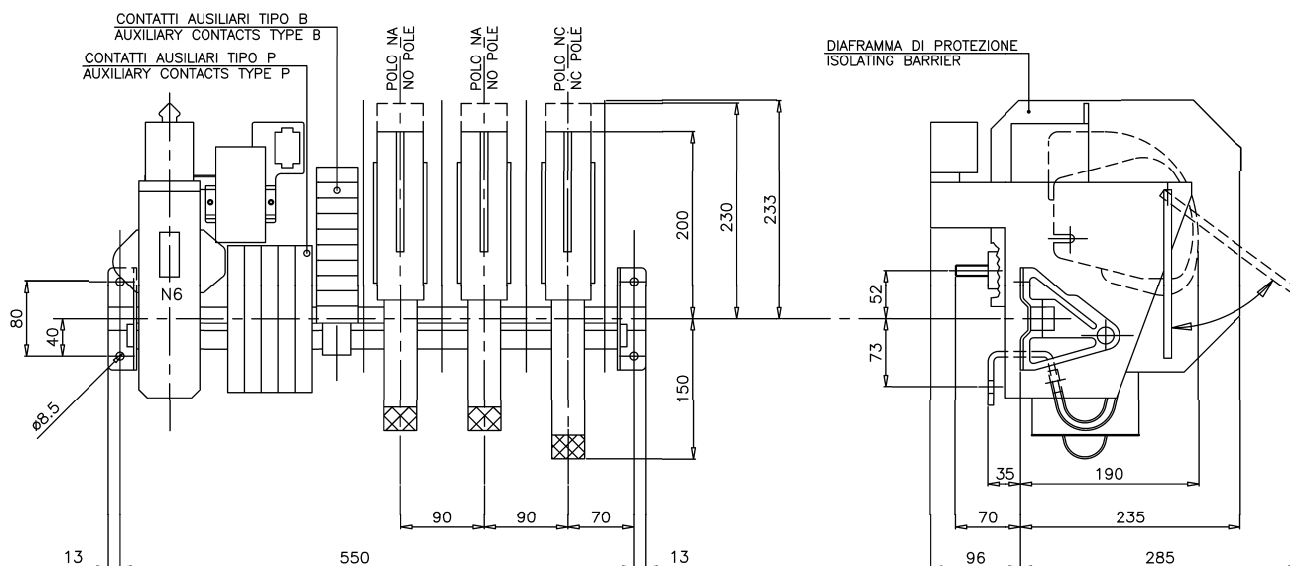 CONTATTI AUSILIARI TIPO B
AUXILIARY CONTACTS TYPE B
CONTATTI AUSILIARI TIPO P
AUXILIARY CONTACTS TYPE P
POLO NA
NO POLE
POLO NA
NO POLE
POLO NC
NC POLE
DIAFRAMMA DI PROTEZIONE
ISOLATING BARRIER
N6
80
40
ø8.5
200
230
233
150
52
73
35
190
90
90
70
70
235
13
550
13
96
285